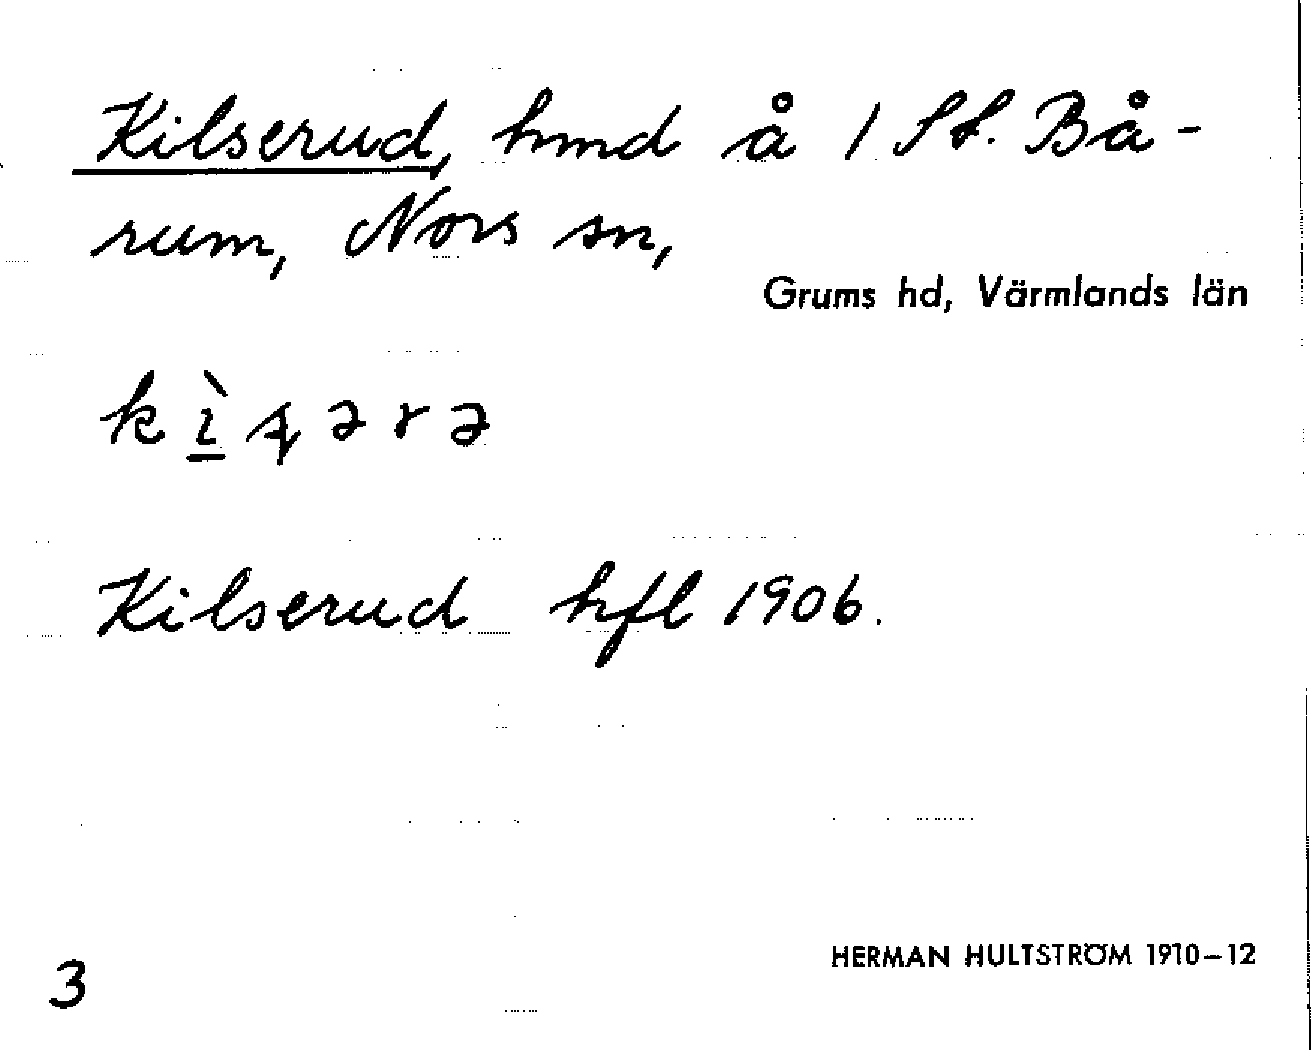 Kilserud, hmd å 1 St. Bå-
rum, Nors sn,
Grums hd, Värmlands län
Kilserud hfl 1906.
HERMAN HULTSTRÖM 1910–12
3